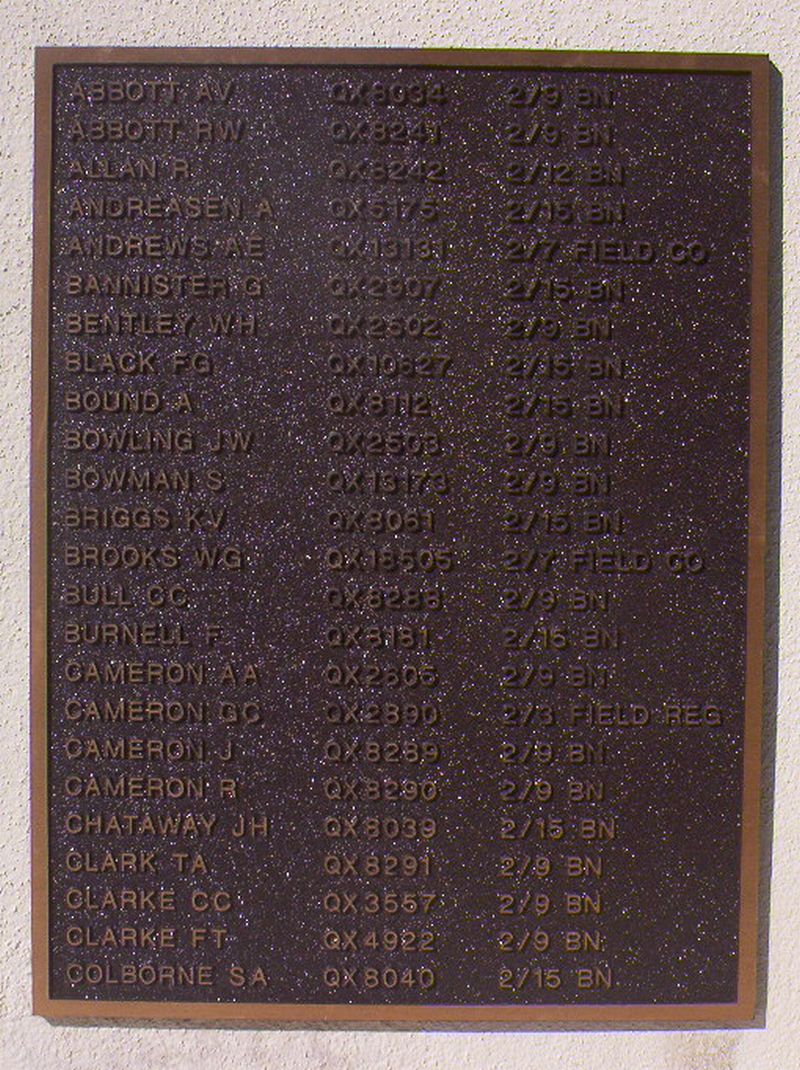 ABBOTT AV QX8034 2/9 BN
ABBOTT RW QX8241 2/9 BN
ALLAN R QX8242 2/12 BN
ANDREASEN A QX5175 2/15 BN
ANDREWS AE QX13131 2/7 FIELD CO
BANNISTER G QX2907 2/15 BN
BENTLEY WH QX2502 2/9 BN
BLACK FG QX10627 2/15 BN
BOUND A QX8112 2/15 BN
BOWLING JW QX2503 2/9 BN
BOWMAN S QX13173 2/9 BN
BRIGGS KV QX8061 2/15 BN
BROOKS WG QX18505 2/7 FIELD CO
BULL CC 2/9 BN
BURNELL F QX8181 2/15 BN
CAMERON AA 2/9 BN
CAMERON GC QX2890 2/3 FIELD REG
CAMERON J QX8289 2/9 BN
CAMERON R QX8290 2/9 BN
CHATAWAY JH QX8039 2/15 BN
CLARK TA QX8291 2/9 BN
CLARKE CC QX3557 2/9 BN
CLARKE FT QX4922 2/9 BN
COLBORNE SA QX8040 2/15 BN